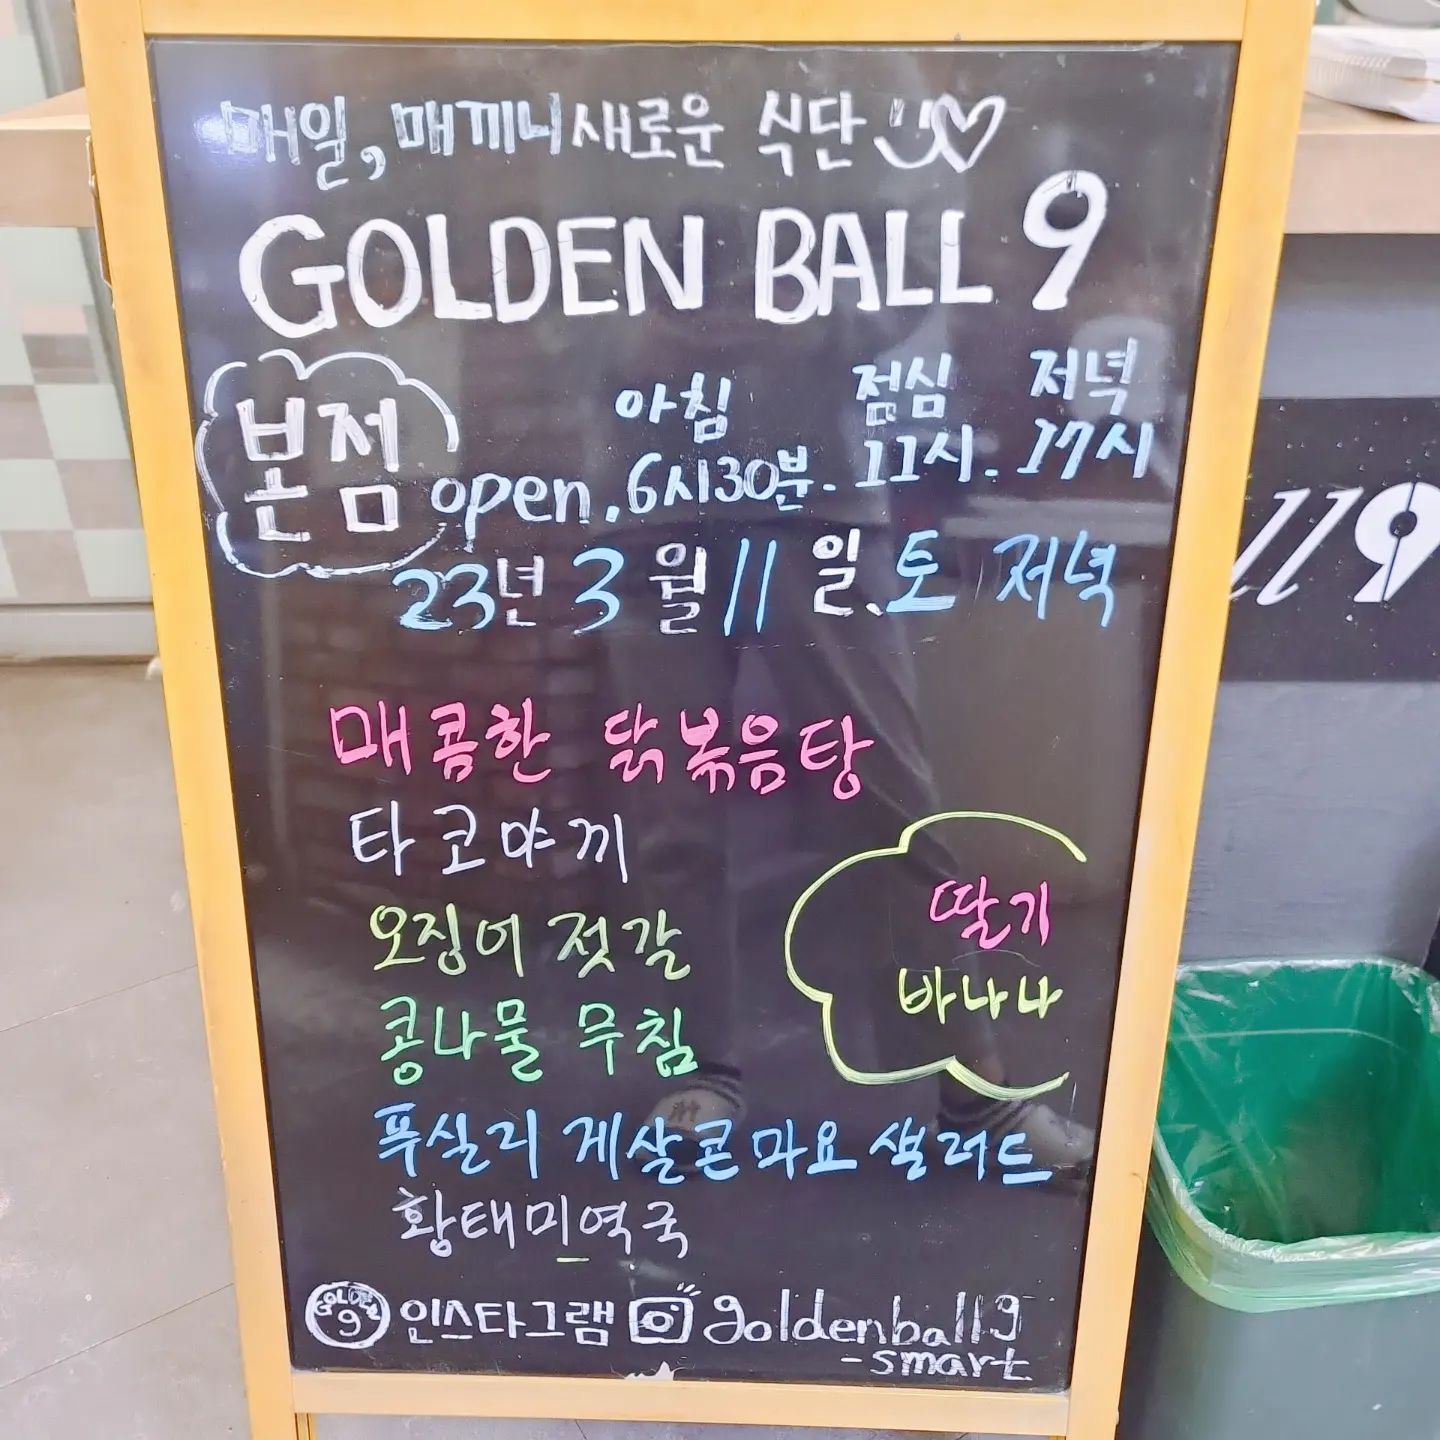 매일, 매끼니 새로운 식단
GOLDEN BALL 9
본점
아침 점심 저녁
open. 6시30분. 11시. 17시
23년 3월 11일. 토 저녁
매콤한 닭볶음탕
타코야끼
오징어 젓갈
콩나물 무침
푸실리 게살콘마요 샐러드
황태미역국
딸기
바나나
GOLDEN 9 인스타그램 goldenball9
-smart
ll9